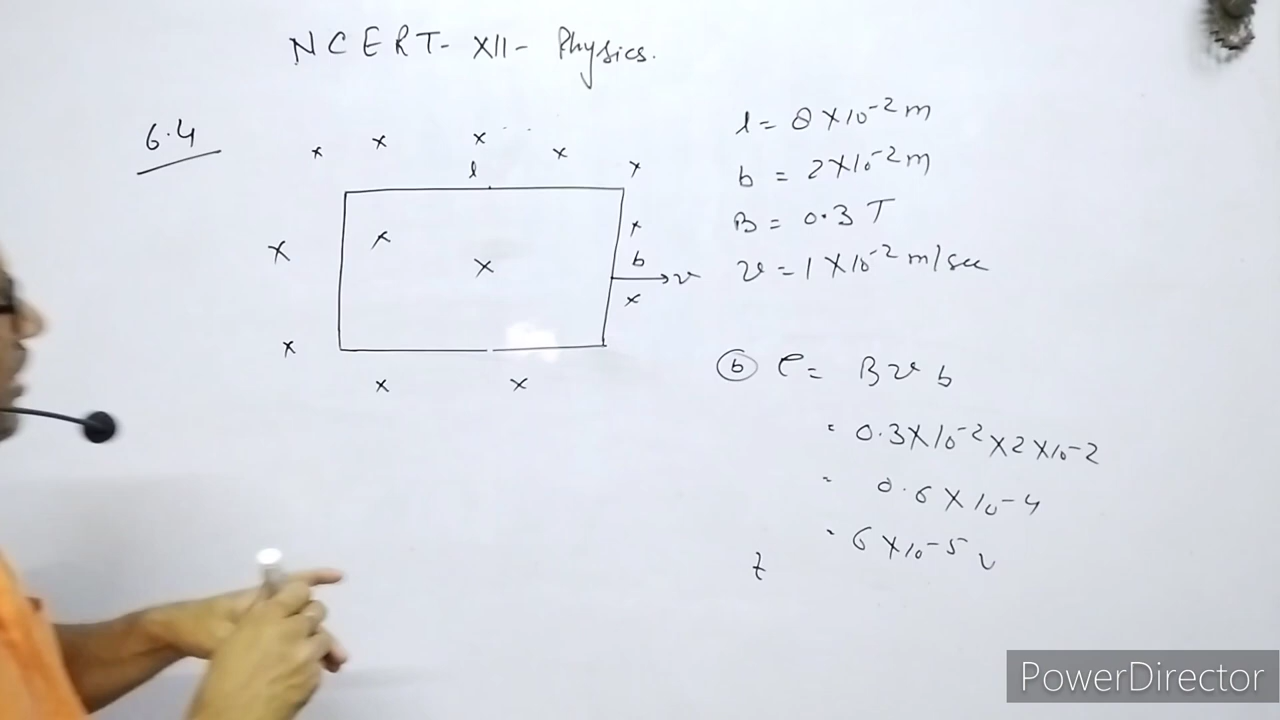 NCERT- XII- Physics.
6.4
x x x x x
l
l = 8 X 10⁻² m
b = 2 X 10⁻² m
x x x x
B = 0.3 T
b
v
v = 1 X 10⁻² m/sec
x x
x x
ⓑ e = B v b
= 0.3 X 10⁻² X 2 X 10⁻²
= 0.6 X 10⁻⁴
= 6 X 10⁻⁵ v
t
PowerDirector